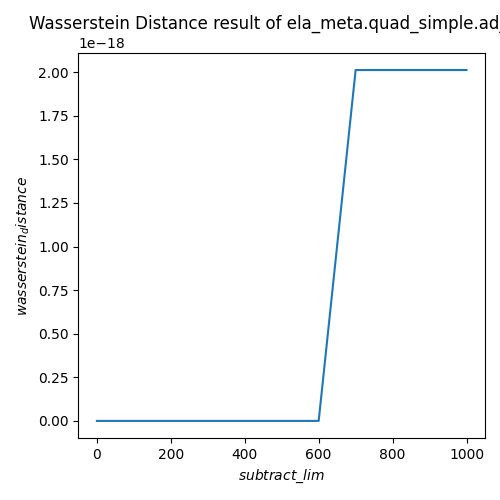 Wasserstein Distance result of ela_meta.quad_simple.ad
1e−18
2.00
1.75
1.50
1.25
1.00
0.75
0.50
0.25
0.00
wasserstein_distance
0 200 400 600 800 1000
subtract_lim